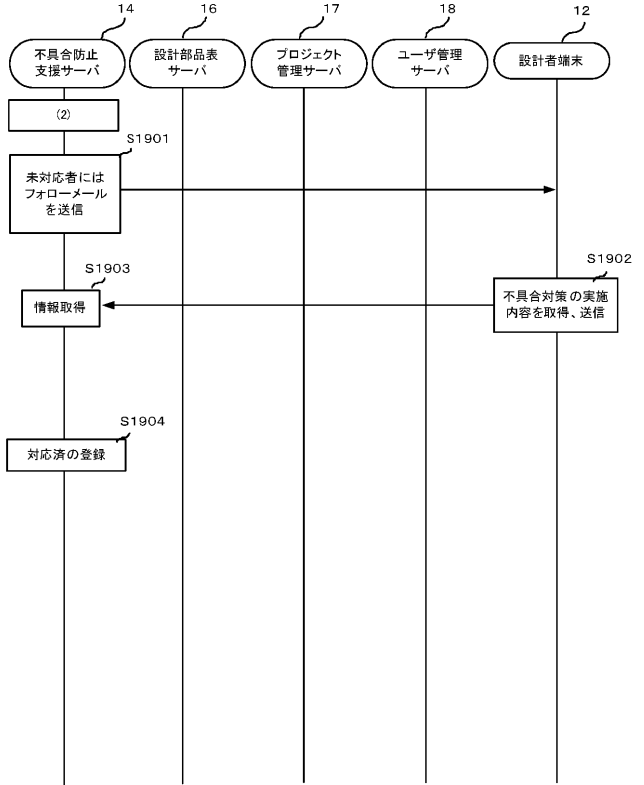 14
16
17
18
12
不具合防止
支援サーバ
設計部品表
サーバ
プロジェクト
管理サーバ
ユーザ管理
サーバ
設計者端末
(2)
S1901
未対応者には
フォローメール
を送信
S1902
不具合対策の実施
内容を取得、送信
S1903
情報取得
S1904
対応済の登録